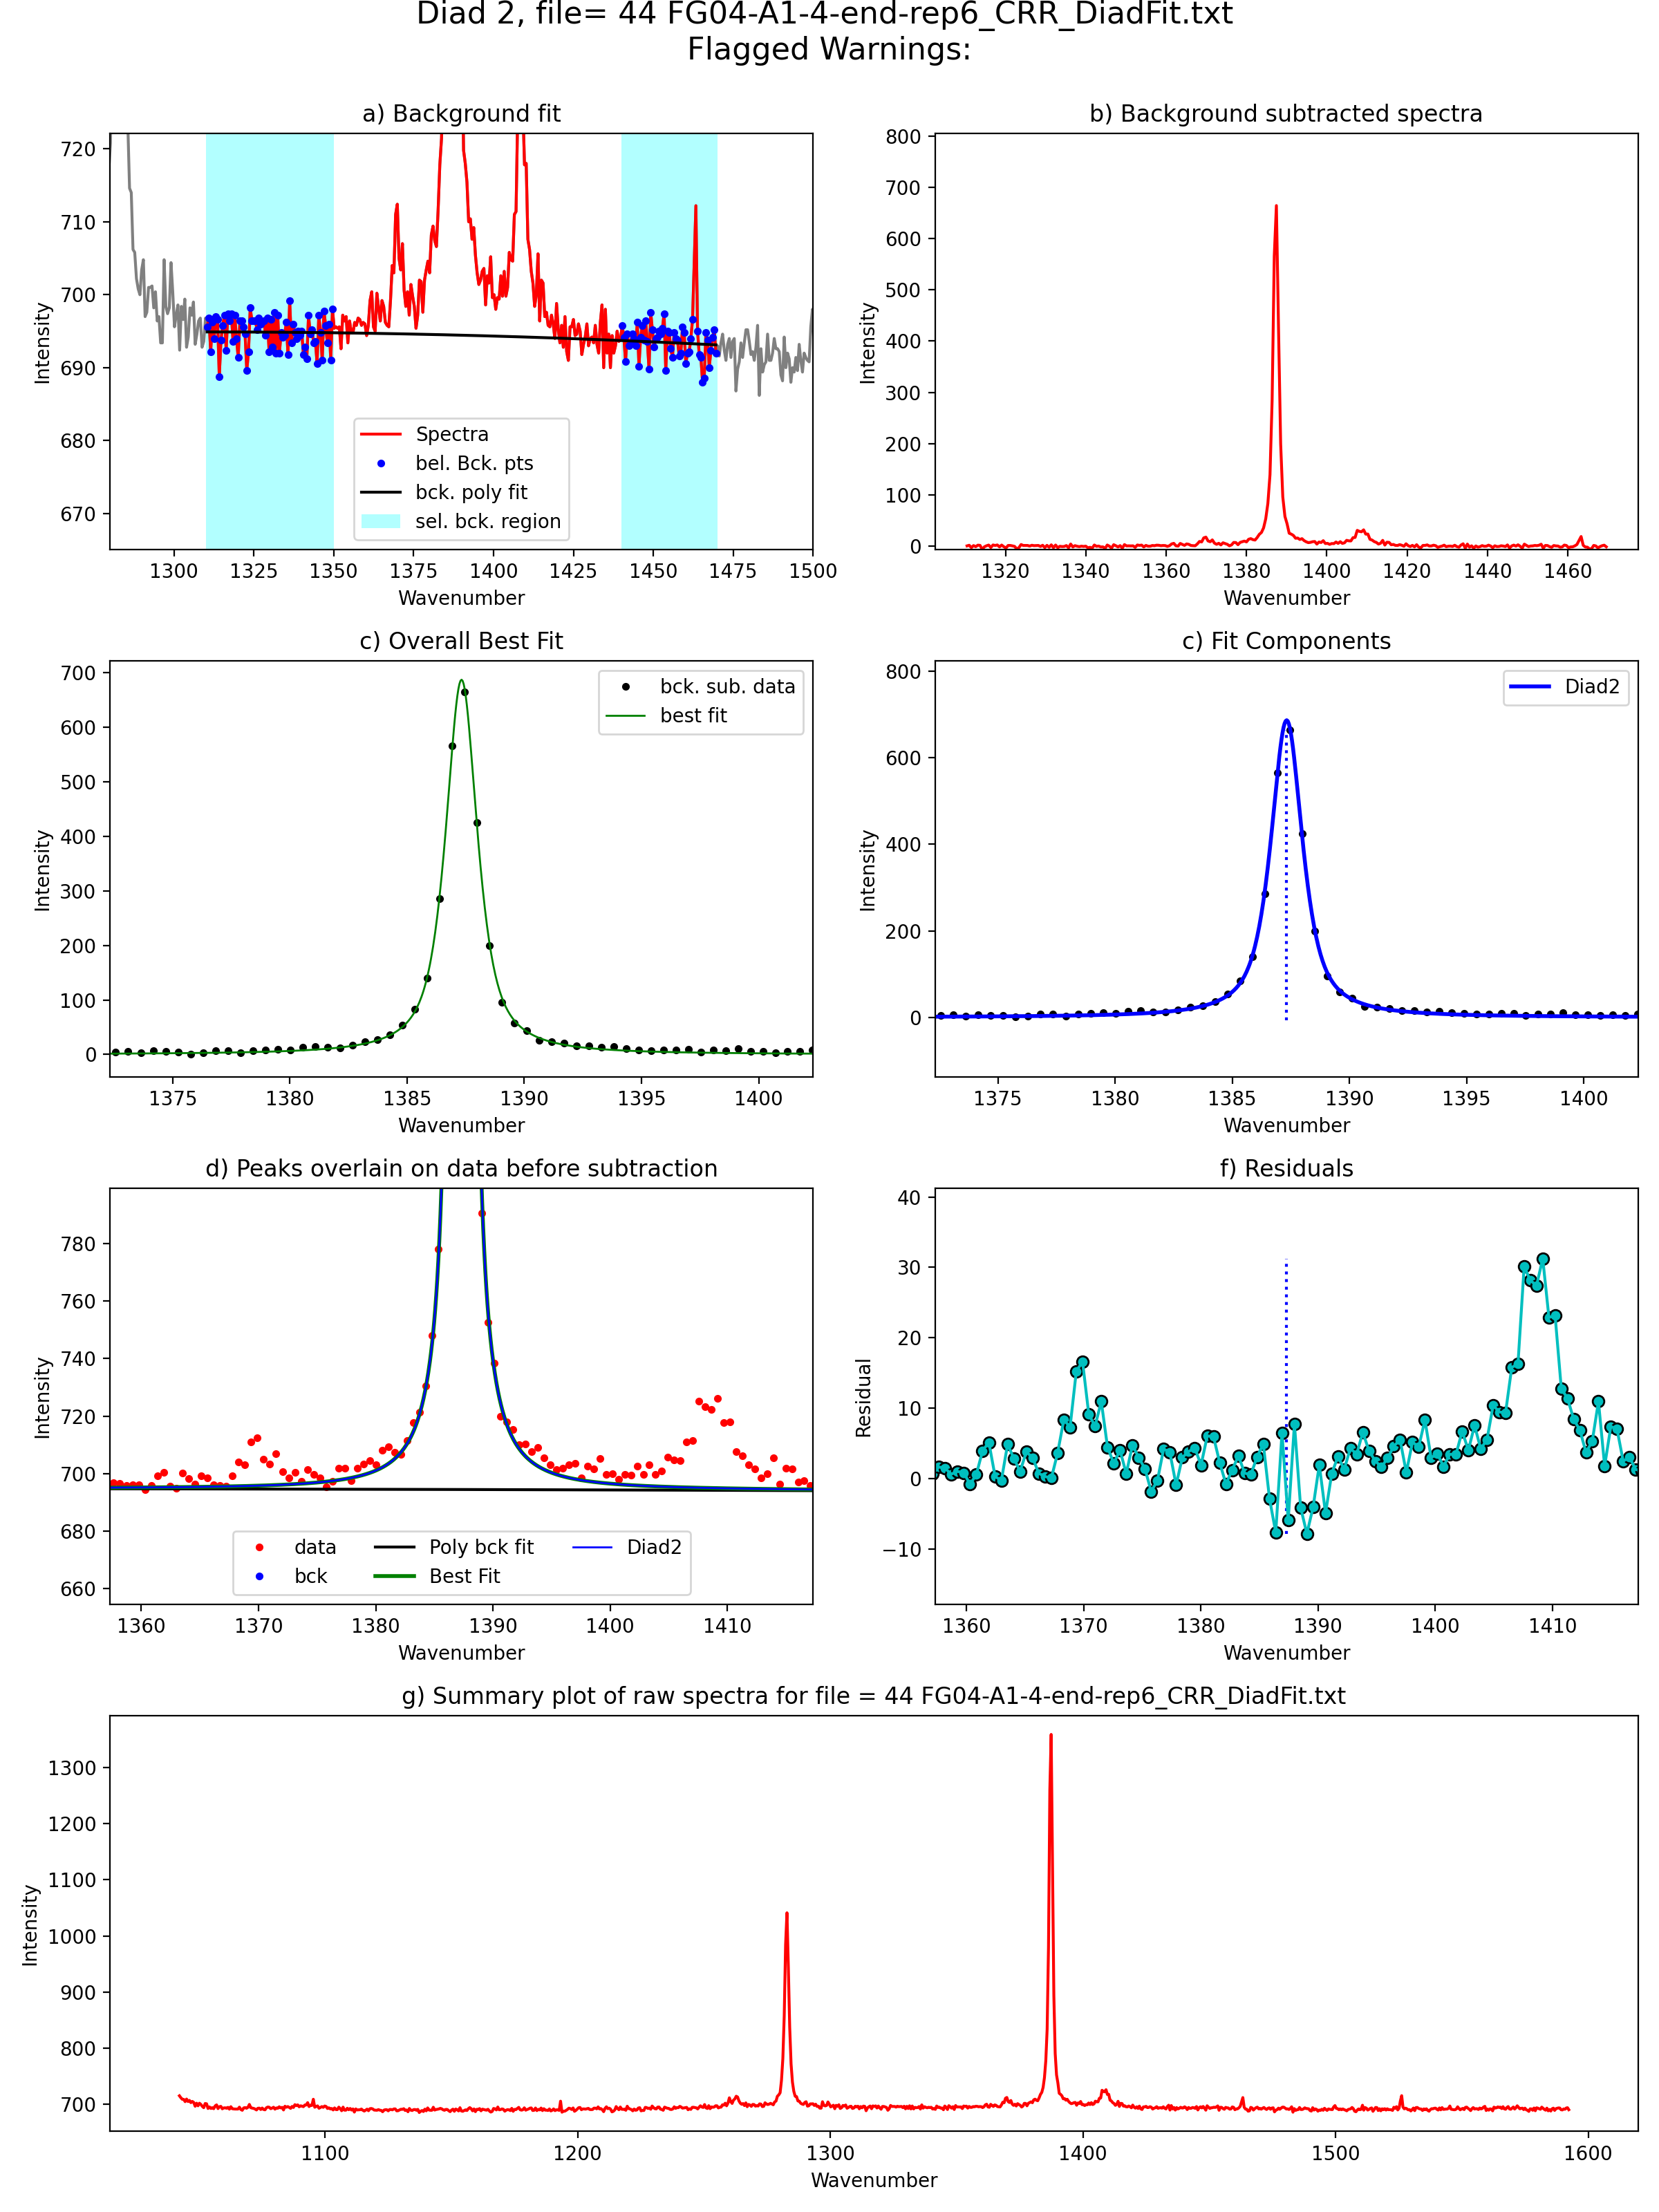 Diad 2, file= 44 FG04-A1-4-end-rep6_CRR_DiadFit.txt
Flagged Warnings:
a) Background fit
720
710
700
690
680
670
Intensity
Spectra
bel. Bck. pts
bck. poly fit
sel. bck. region
1300 1325 1350 1375 1400 1425 1450 1475 1500
Wavenumber
b) Background subtracted spectra
800
700
600
500
400
300
200
100
0
Intensity
1320 1340 1360 1380 1400 1420 1440 1460
Wavenumber
c) Overall Best Fit
700
600
500
400
300
200
100
0
Intensity
bck. sub. data
best fit
1375 1380 1385 1390 1395 1400
Wavenumber
c) Fit Components
800
600
400
200
0
Intensity
Diad2
1375 1380 1385 1390 1395 1400
Wavenumber
d) Peaks overlain on data before subtraction
780
760
740
720
700
680
660
Intensity
data Poly bck fit Diad2
bck Best Fit
1360 1370 1380 1390 1400 1410
Wavenumber
f) Residuals
40
30
20
10
0
−10
Residual
1360 1370 1380 1390 1400 1410
Wavenumber
g) Summary plot of raw spectra for file = 44 FG04-A1-4-end-rep6_CRR_DiadFit.txt
1300
1200
1100
1000
900
800
700
Intensity
1100 1200 1300 1400 1500 1600
Wavenumber